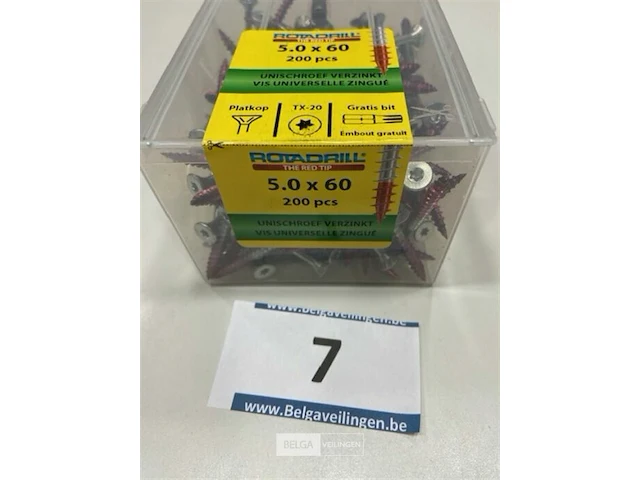 ROTADRILL
THE RED TIP
5.0 x 60
200 pcs
UNISCHROEF VERZINKT
VIS UNIVERSELLE ZINGUÉ
Platkop
TX-20
Gratis bit
Embout gratuit
ROTADRILL
THE RED TIP
5.0 x 60
200 pcs
UNISCHROEF VERZINKT
VIS UNIVERSELLE ZINGUÉ
www.Belgaveilingen.be
7
www.Belgaveilingen.be
BELGA VEILINGEN